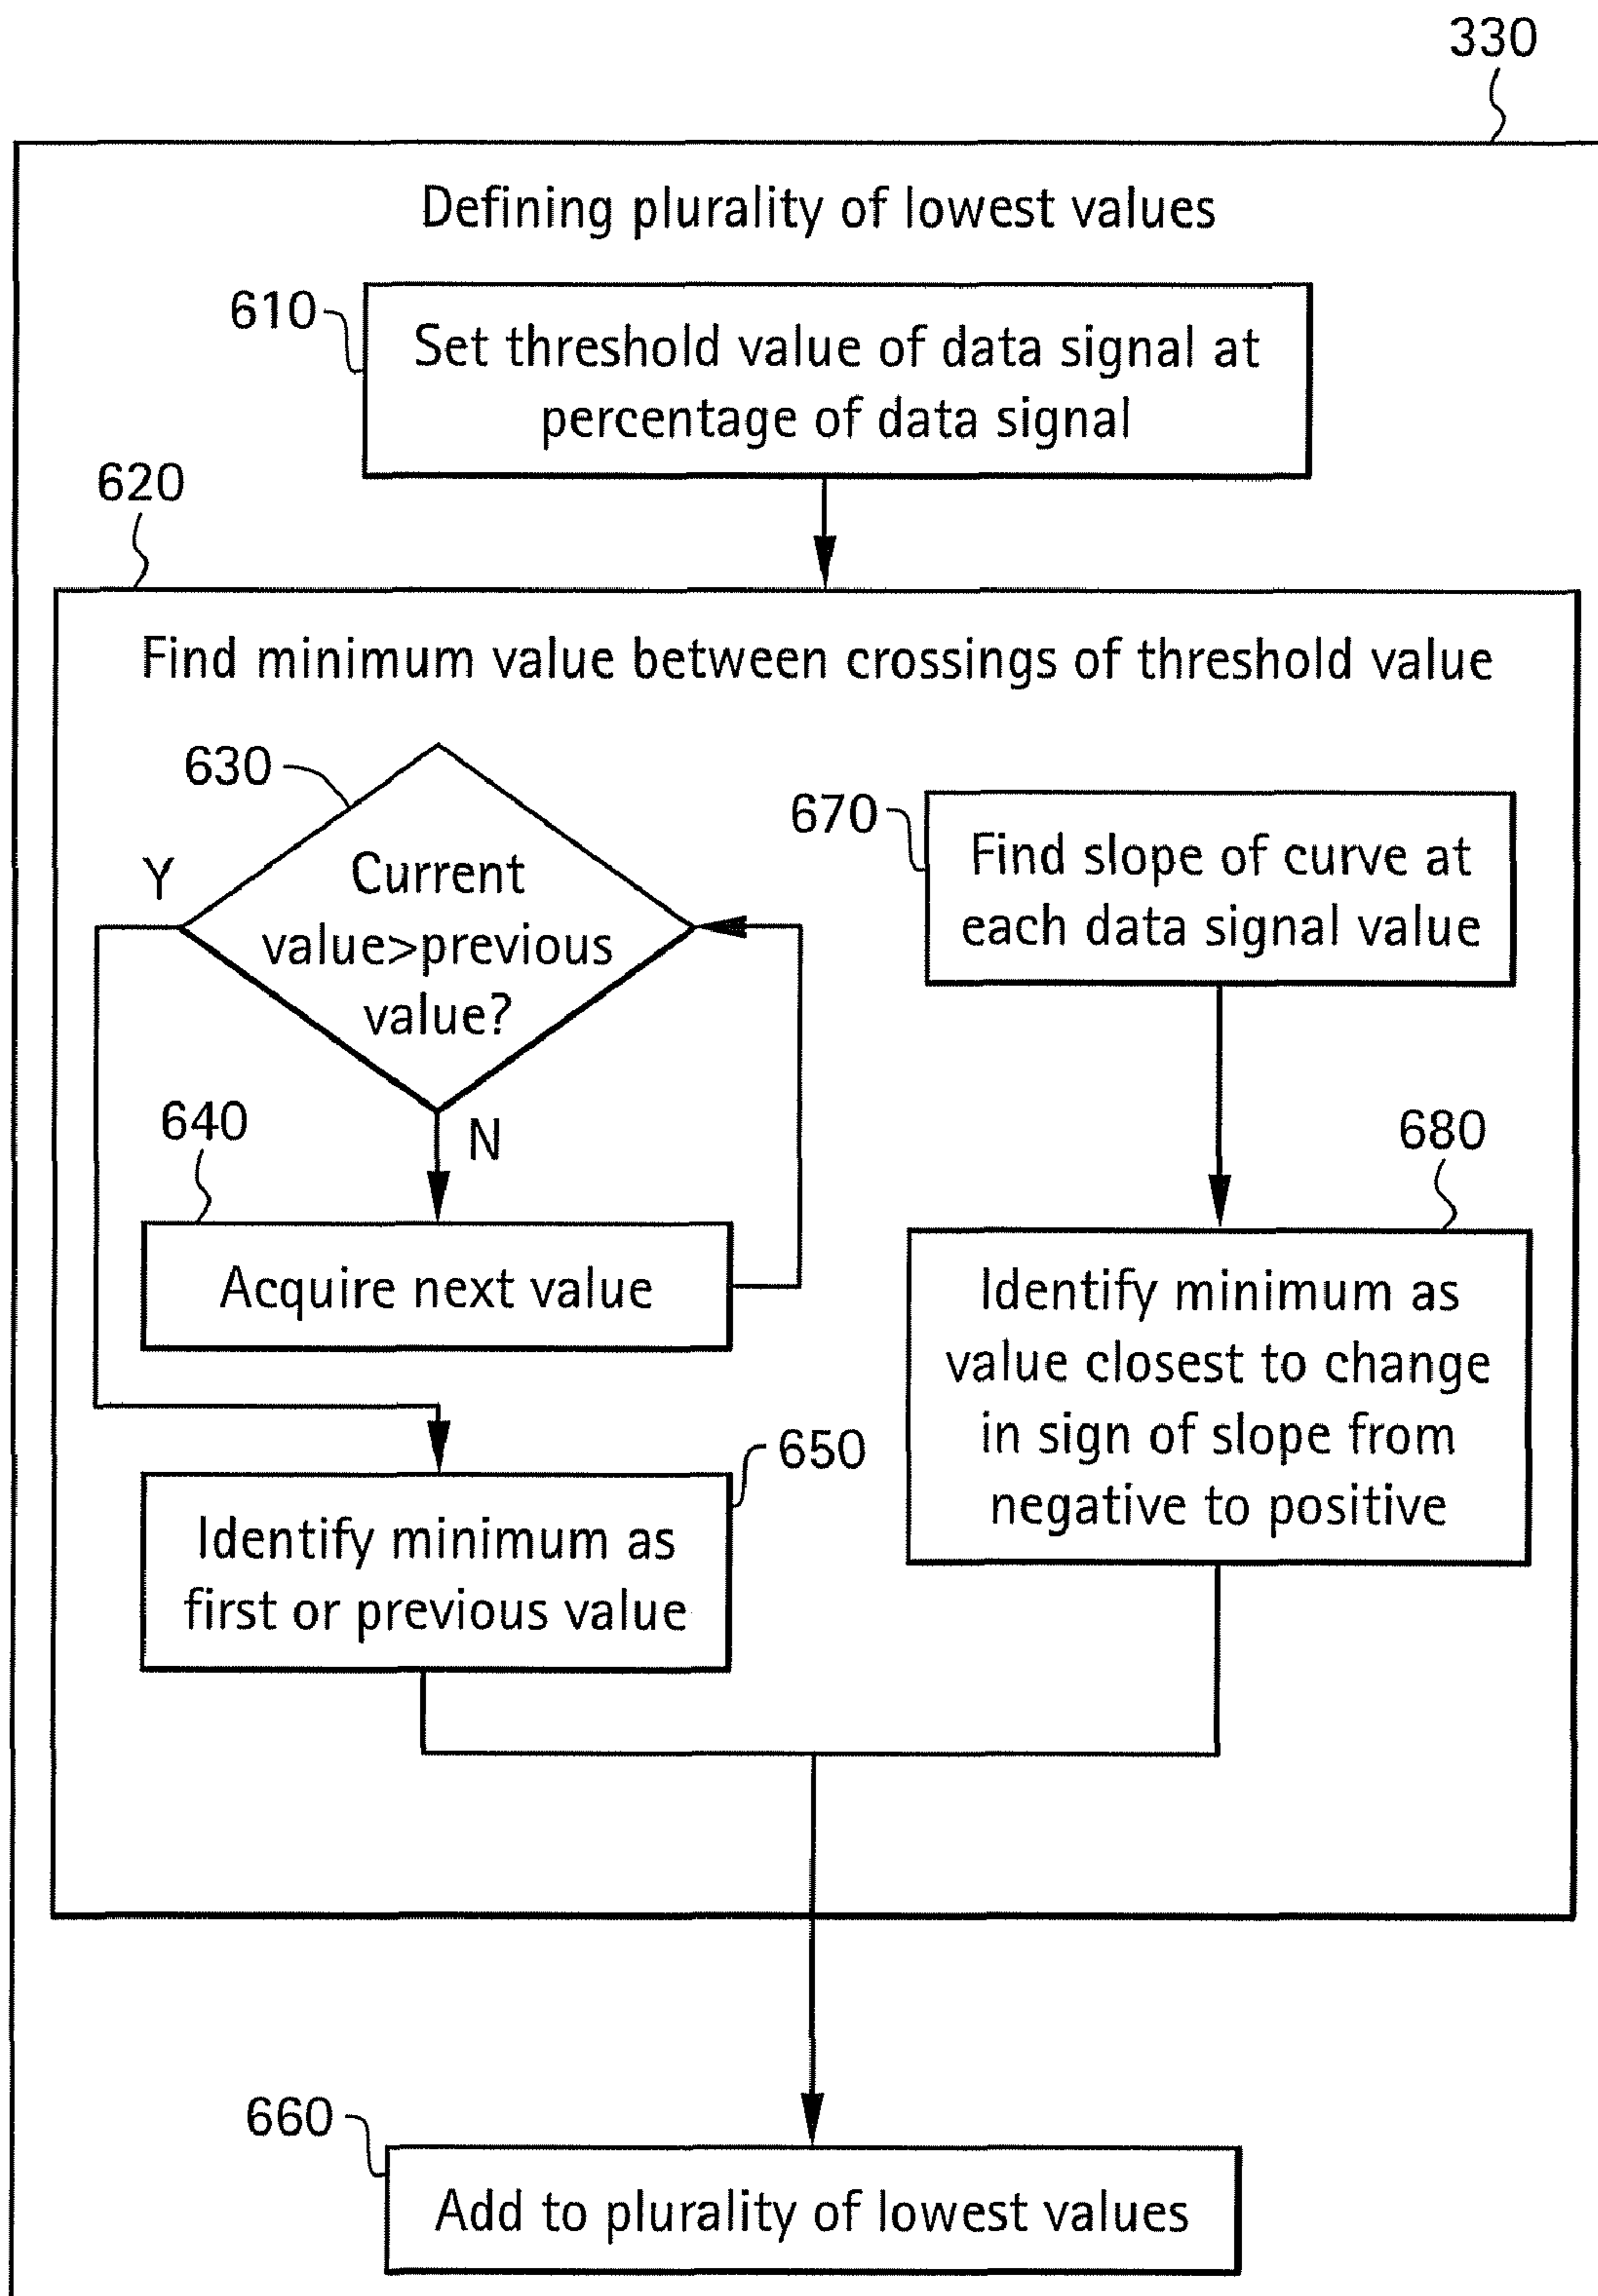 330
Defining plurality of lowest values
610
Set threshold value of data signal at
percentage of data signal
620
Find minimum value between crossings of threshold value
630
Y
Current
value>previous
value?
N
640
Acquire next value
650
Identify minimum as
first or previous value
670
Find slope of curve at
each data signal value
680
Identify minimum as
value closest to change
in sign of slope from
negative to positive
660
Add to plurality of lowest values